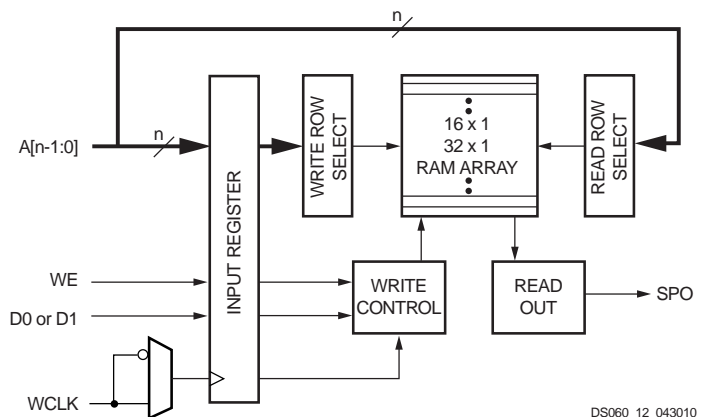 n
A[n-1:0]
n
INPUT REGISTER
WRITE ROW
SELECT
16 x 1
32 x 1
RAM ARRAY
READ ROW
SELECT
WE
D0 or D1
WRITE
CONTROL
READ
OUT
SPO
WCLK
DS060_12_043010